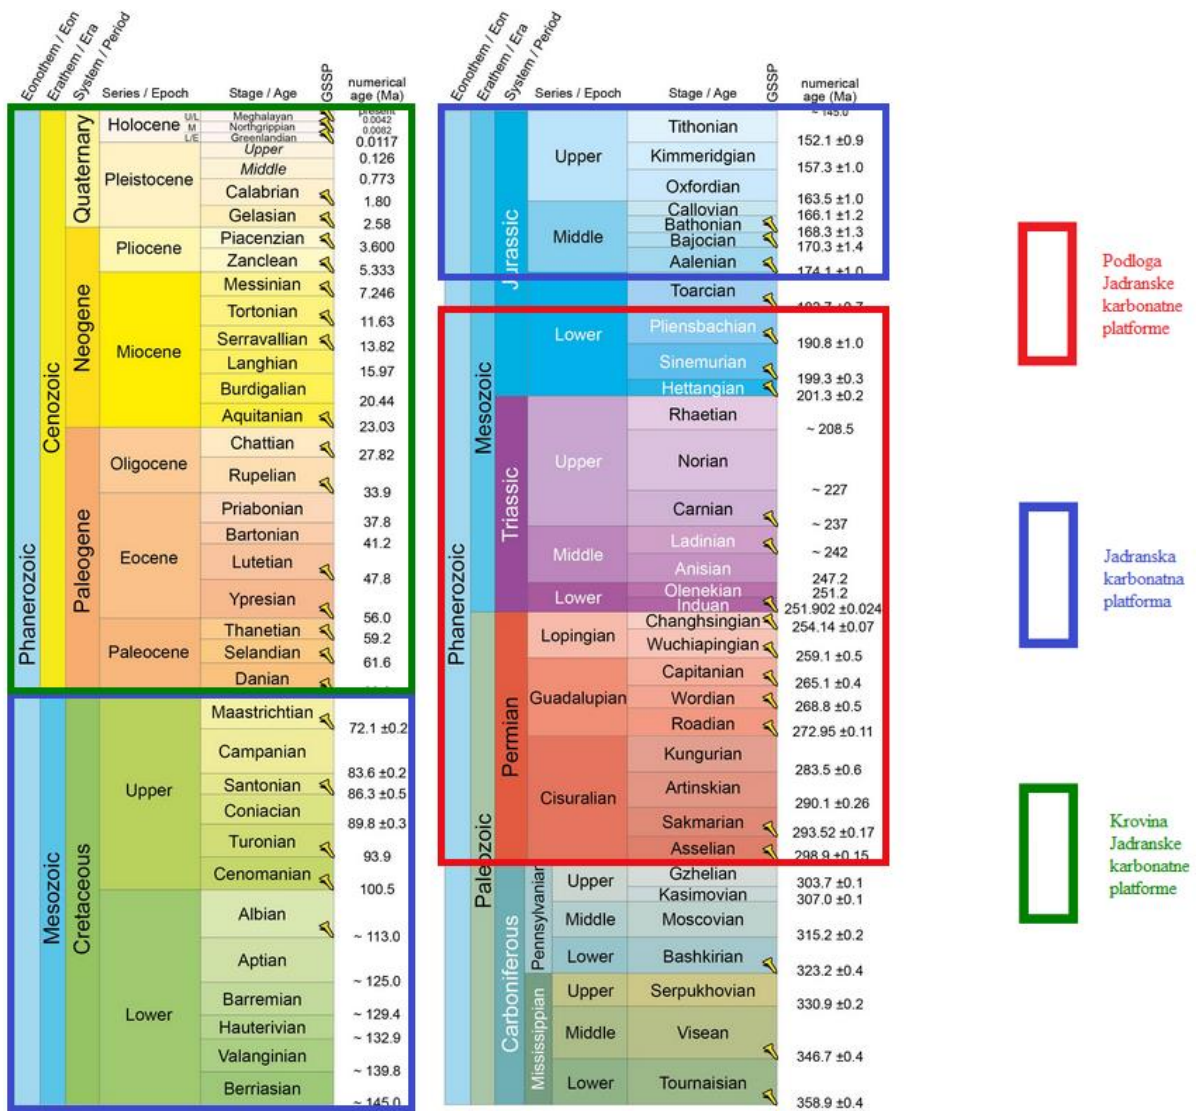 Eonothem / Eon
Erathem / Era
System / Period
Series / Epoch
Stage / Age
GSSP
numerical
age (Ma)
Phanerozoic
Cenozoic
Quaternary
Holocene
U/L
M
L/E
Meghalayan
Northgrippian
Greenlandian
present
0.0042
0.0082
0.0117
Pleistocene
Upper
0.126
Middle
0.773
Calabrian
1.80
Gelasian
2.58
Neogene
Pliocene
Piacenzian
3.600
Zanclean
5.333
Miocene
Messinian
7.246
Tortonian
11.63
Serravallian
13.82
Langhian
15.97
Burdigalian
20.44
Aquitanian
23.03
Paleogene
Oligocene
Chattian
27.82
Rupelian
33.9
Eocene
Priabonian
37.8
Bartonian
41.2
Lutetian
47.8
Ypresian
56.0
Paleocene
Thanetian
59.2
Selandian
61.6
Danian
Mesozoic
Cretaceous
Upper
Maastrichtian
72.1 ±0.2
Campanian
83.6 ±0.2
Santonian
86.3 ±0.5
Coniacian
89.8 ±0.3
Turonian
93.9
Cenomanian
100.5
Lower
Albian
~ 113.0
Aptian
~ 125.0
Barremian
~ 129.4
Hauterivian
~ 132.9
Valanginian
~ 139.8
Berriasian
~ 145.0
Eonothem / Eon
Erathem / Era
System / Period
Series / Epoch
Stage / Age
GSSP
numerical
age (Ma)
~ 145.0
Phanerozoic
Mesozoic
Jurassic
Upper
Tithonian
152.1 ±0.9
Kimmeridgian
157.3 ±1.0
Oxfordian
163.5 ±1.0
Middle
Callovian
166.1 ±1.2
Bathonian
168.3 ±1.3
Bajocian
170.3 ±1.4
Aalenian
174.1 ±1.0
Lower
Toarcian
182.7 ±0.7
Pliensbachian
190.8 ±1.0
Sinemurian
199.3 ±0.3
Hettangian
201.3 ±0.2
Triassic
Upper
Rhaetian
~ 208.5
Norian
~ 227
Carnian
~ 237
Middle
Ladinian
~ 242
Anisian
247.2
Lower
Olenekian
251.2
Induan
251.902 ±0.024
Paleozoic
Permian
Lopingian
Changhsingian
254.14 ±0.07
Wuchiapingian
259.1 ±0.5
Guadalupian
Capitanian
265.1 ±0.4
Wordian
268.8 ±0.5
Roadian
272.95 ±0.11
Cisuralian
Kungurian
283.5 ±0.6
Artinskian
290.1 ±0.26
Sakmarian
293.52 ±0.17
Asselian
298.9 ±0.15
Carboniferous
Pennsylvanian
Upper
Gzhelian
303.7 ±0.1
Kasimovian
307.0 ±0.1
Middle
Moscovian
315.2 ±0.2
Lower
Bashkirian
323.2 ±0.4
Mississippian
Upper
Serpukhovian
330.9 ±0.2
Middle
Visean
346.7 ±0.4
Lower
Tournaisian
358.9 ±0.4
Podloga
Jadranske
karbonatne
platforme
Jadranska
karbonatna
platforma
Krovina
Jadranske
karbonatne
platforme